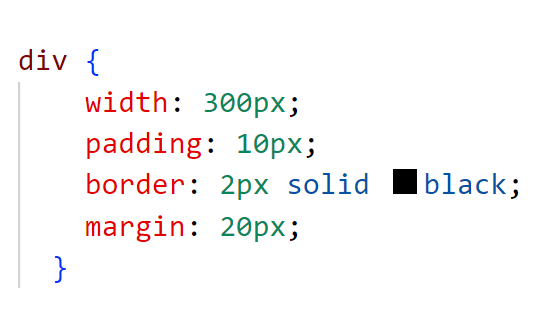 div {
width: 300px;
padding: 10px;
border: 2px solid black;
margin: 20px;
}